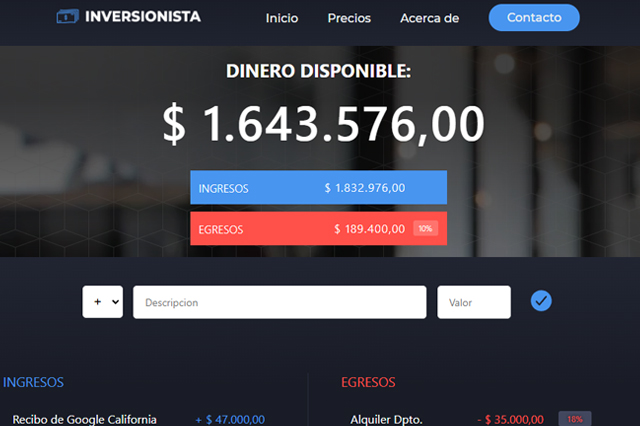 INVERSIONISTA Inicio Precios Acerca de Contacto
DINERO DISPONIBLE:
$ 1.643.576,00
INGRESOS $ 1.832.976,00
EGRESOS $ 189.400,00 10%
+ Descripcion Valor
INGRESOS EGRESOS
Recibo de Google California + $ 47.000,00 Alquiler Dpto. - $ 35.000,00 18%